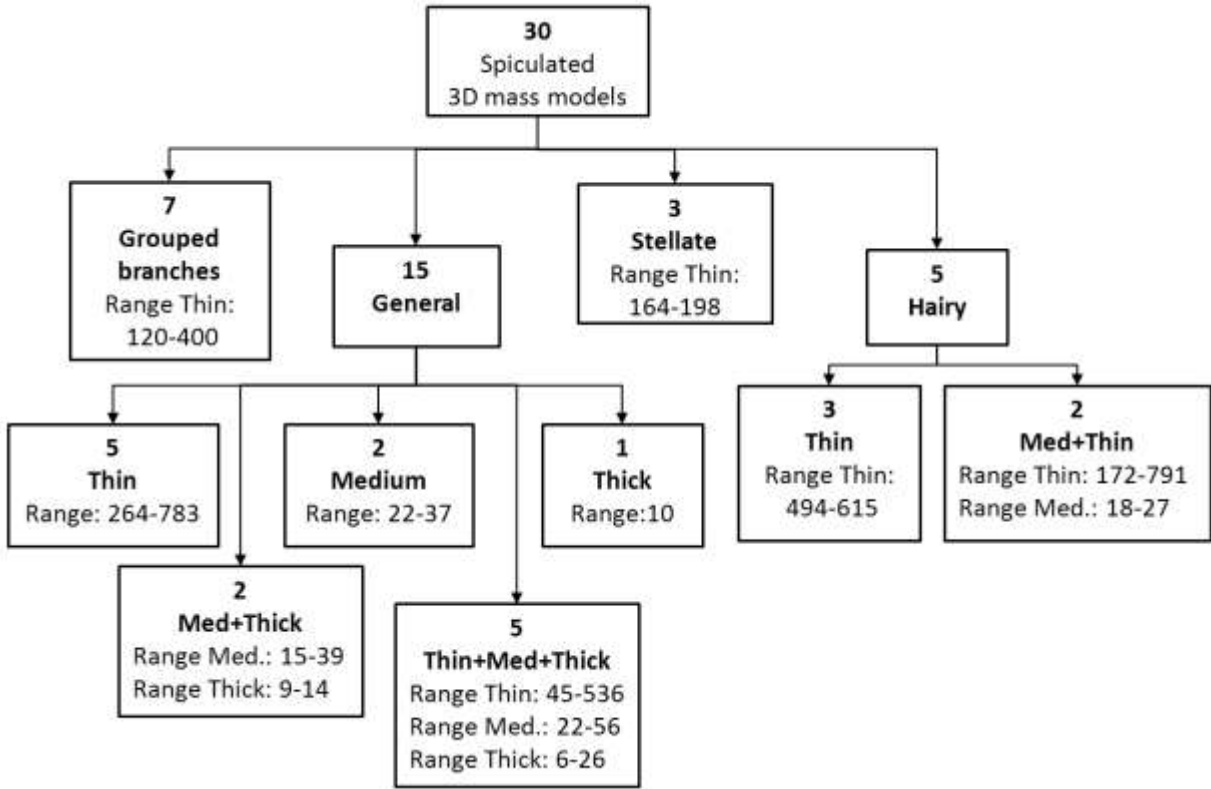 30
Spiculated
3D mass models
7
Grouped
branches
Range Thin:
120-400
15
General
3
Stellate
Range Thin:
164-198
5
Hairy
5
Thin
Range: 264-783
2
Medium
Range: 22-37
1
Thick
Range:10
3
Thin
Range Thin:
494-615
2
Med+Thin
Range Thin: 172-791
Range Med.: 18-27
2
Med+Thick
Range Med.: 15-39
Range Thick: 9-14
5
Thin+Med+Thick
Range Thin: 45-536
Range Med.: 22-56
Range Thick: 6-26